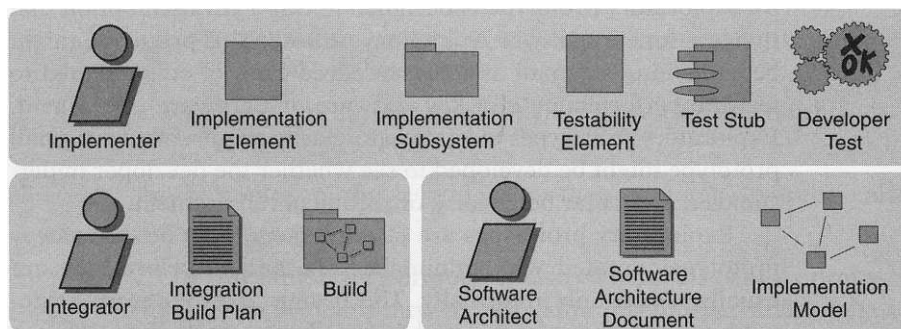 X
OK
Implementer
Implementation
Element
Implementation
Subsystem
Testability
Element
Test Stub
Developer
Test
Integrator
Integration
Build Plan
Build
Software
Architect
Software
Architecture
Document
Implementation
Model